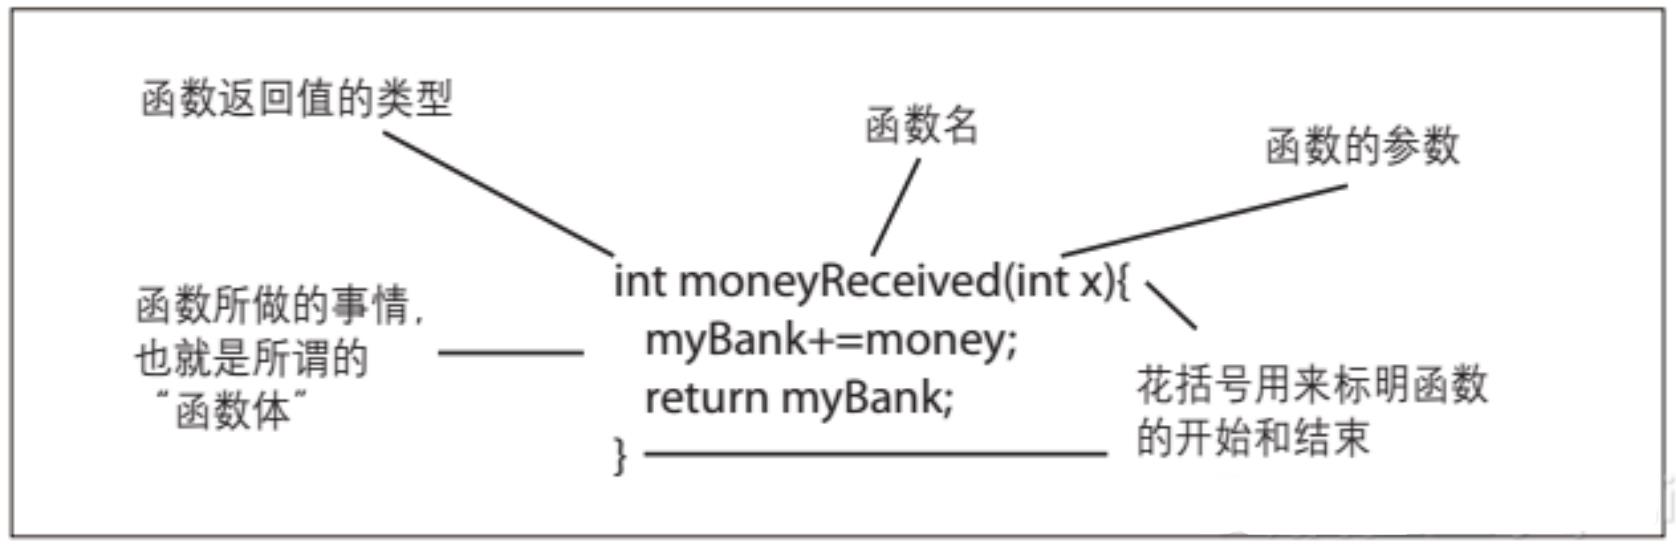 函数返回值的类型
函数名
函数的参数
int moneyReceived(int x){
函数所做的事情,
也就是所谓的
“函数体”
myBank+=money;
return myBank;
}
花括号用来标明函数
的开始和结束